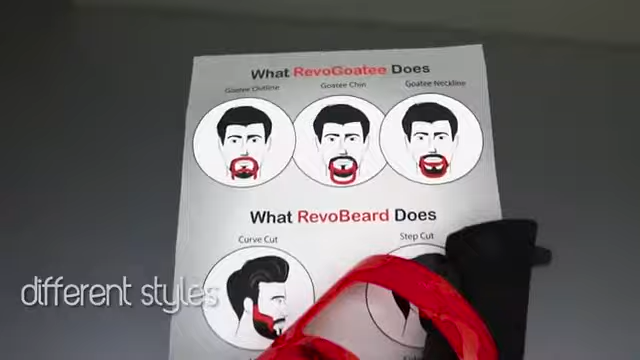 What RevoGoatee Does
Goatee Outline
Goatee Chin
Goatee Neckline
What RevoBeard Does
Curve Cut
Step Cut
different styles